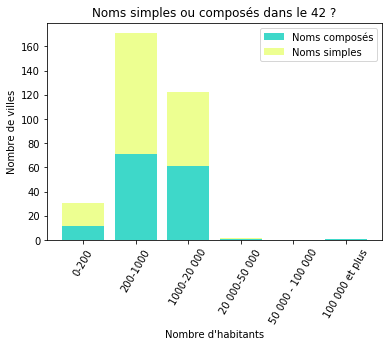 Noms simples ou composés dans le 42 ?
Noms composés
Noms simples
Nombre de villes
160
140
120
100
80
60
40
20
0
0-200
200-1000
1000-20 000
20 000-50 000
50 000 - 100 000
100 000 et plus
Nombre d'habitants